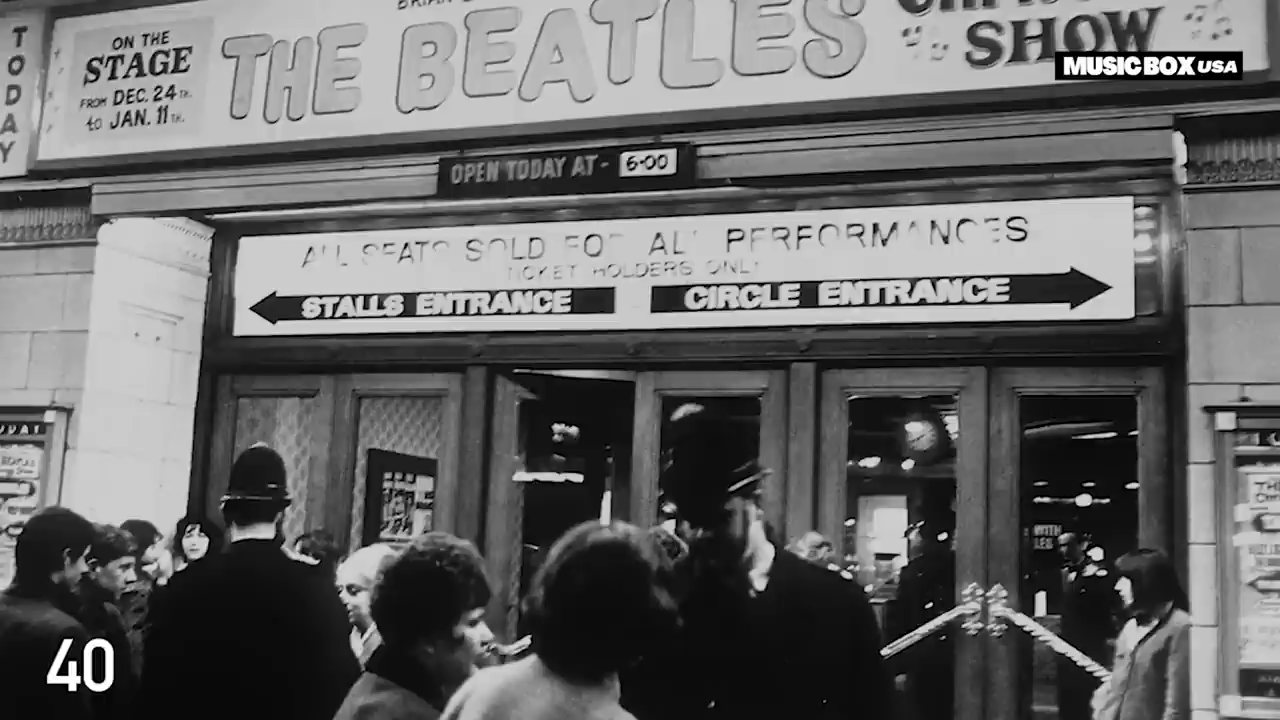 TODAY
ON THE
STAGE
FROM DEC. 24TH.
to JAN. 11TH.
THE BEATLES
SHOW
MUSIC BOX USA
OPEN TODAY AT - 6·00
ALL SEATS SOLD FOR ALL PERFORMANCES
TICKET HOLDERS ONLY
STALLS ENTRANCE
CIRCLE ENTRANCE
40